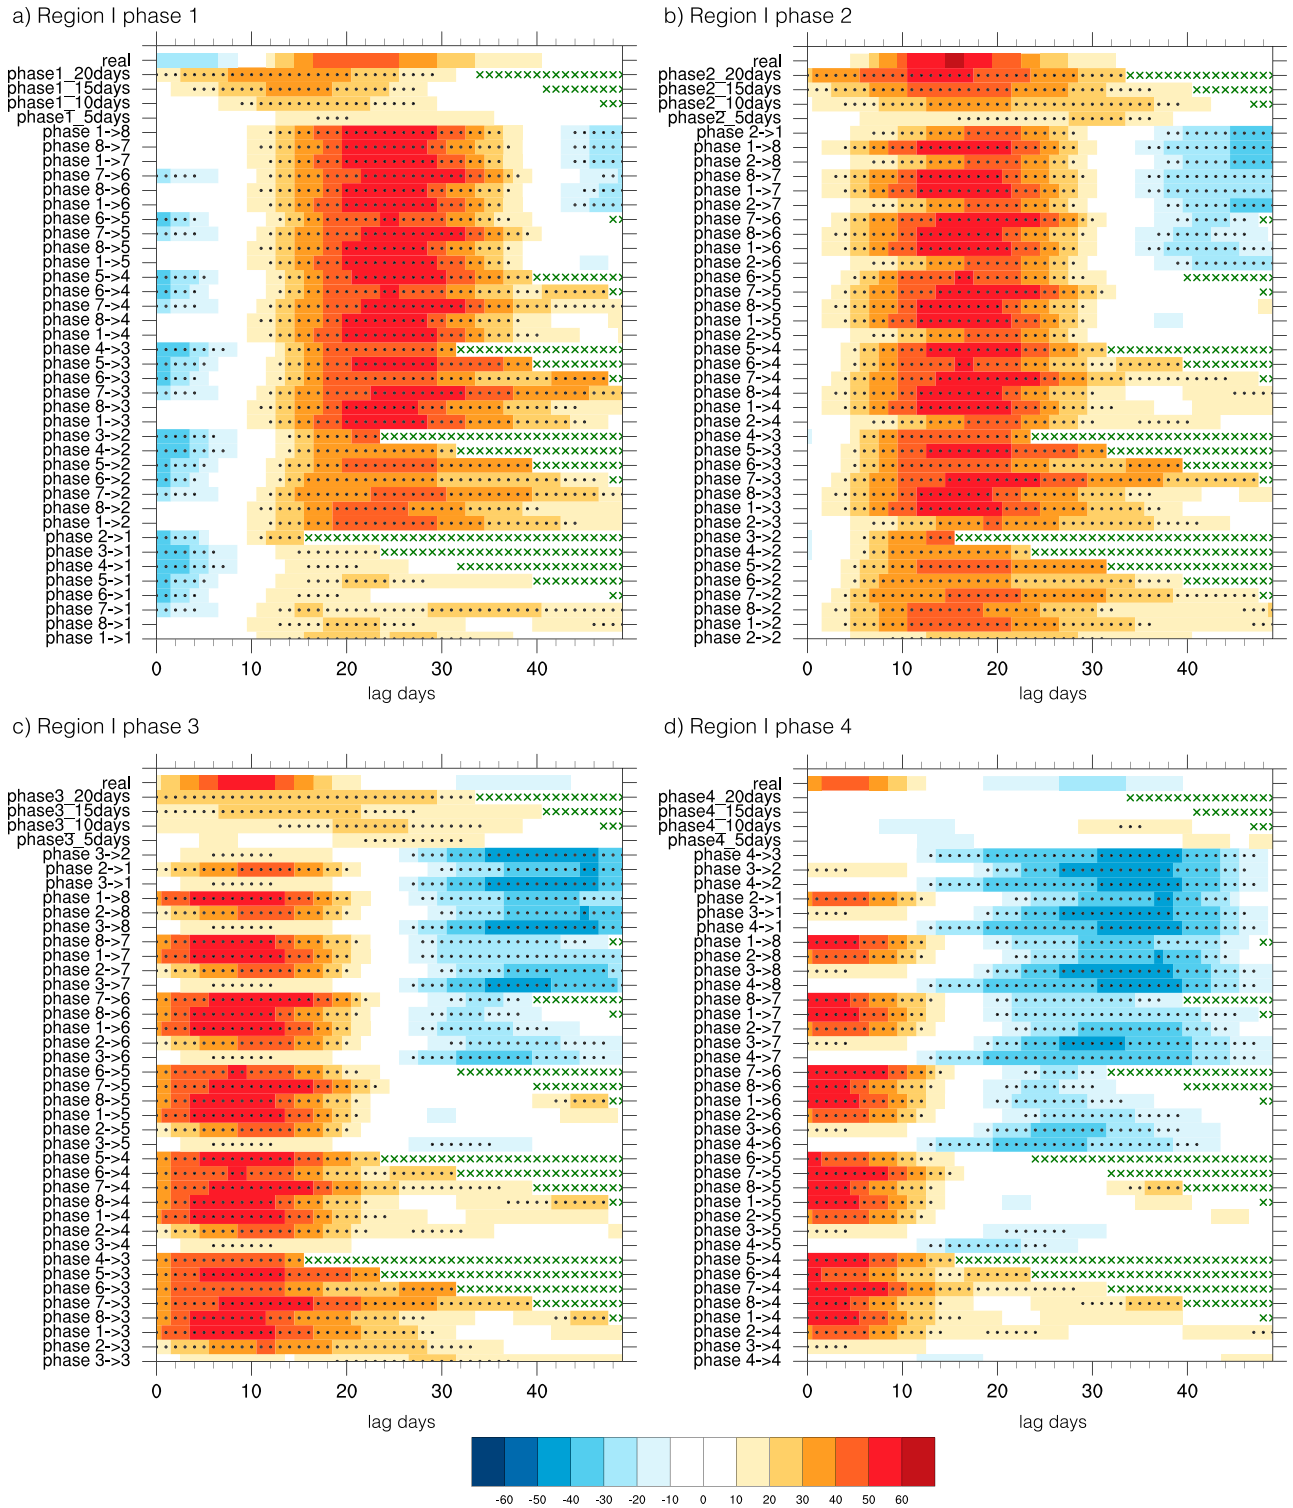 a) Region I phase 1
real
phase1_20days
phase1_15days
phase1_10days
phase1_5days
phase 1->8
phase 8->7
phase 1->7
phase 7->6
phase 8->6
phase 1->6
phase 6->5
phase 7->5
phase 8->5
phase 1->5
phase 5->4
phase 6->4
phase 7->4
phase 8->4
phase 1->4
phase 4->3
phase 5->3
phase 6->3
phase 7->3
phase 8->3
phase 1->3
phase 3->2
phase 4->2
phase 5->2
phase 6->2
phase 7->2
phase 8->2
phase 1->2
phase 2->1
phase 3->1
phase 4->1
phase 5->1
phase 6->1
phase 7->1
phase 8->1
phase 1->1
0 10 20 30 40
lag days
b) Region I phase 2
real
phase2_20days
phase2_15days
phase2_10days
phase2_5days
phase 2->1
phase 1->8
phase 2->8
phase 8->7
phase 1->7
phase 2->7
phase 7->6
phase 8->6
phase 1->6
phase 2->6
phase 6->5
phase 7->5
phase 8->5
phase 1->5
phase 2->5
phase 5->4
phase 6->4
phase 7->4
phase 8->4
phase 1->4
phase 2->4
phase 4->3
phase 5->3
phase 6->3
phase 7->3
phase 8->3
phase 1->3
phase 2->3
phase 3->2
phase 4->2
phase 5->2
phase 6->2
phase 7->2
phase 8->2
phase 1->2
phase 2->2
0 10 20 30 40
lag days
c) Region I phase 3
real
phase3_20days
phase3_15days
phase3_10days
phase3_5days
phase 3->2
phase 2->1
phase 3->1
phase 1->8
phase 2->8
phase 3->8
phase 8->7
phase 1->7
phase 2->7
phase 3->7
phase 7->6
phase 8->6
phase 1->6
phase 2->6
phase 3->6
phase 6->5
phase 7->5
phase 8->5
phase 1->5
phase 2->5
phase 3->5
phase 5->4
phase 6->4
phase 7->4
phase 8->4
phase 1->4
phase 2->4
phase 3->4
phase 4->3
phase 5->3
phase 6->3
phase 7->3
phase 8->3
phase 1->3
phase 2->3
phase 3->3
0 10 20 30 40
lag days
d) Region I phase 4
real
phase4_20days
phase4_15days
phase4_10days
phase4_5days
phase 4->3
phase 3->2
phase 4->2
phase 2->1
phase 3->1
phase 4->1
phase 1->8
phase 2->8
phase 3->8
phase 4->8
phase 8->7
phase 1->7
phase 2->7
phase 3->7
phase 4->7
phase 7->6
phase 8->6
phase 1->6
phase 2->6
phase 3->6
phase 4->6
phase 6->5
phase 7->5
phase 8->5
phase 1->5
phase 2->5
phase 3->5
phase 4->5
phase 5->4
phase 6->4
phase 7->4
phase 8->4
phase 1->4
phase 2->4
phase 3->4
phase 4->4
0 10 20 30 40
lag days
-60 -50 -40 -30 -20 -10 0 10 20 30 40 50 60